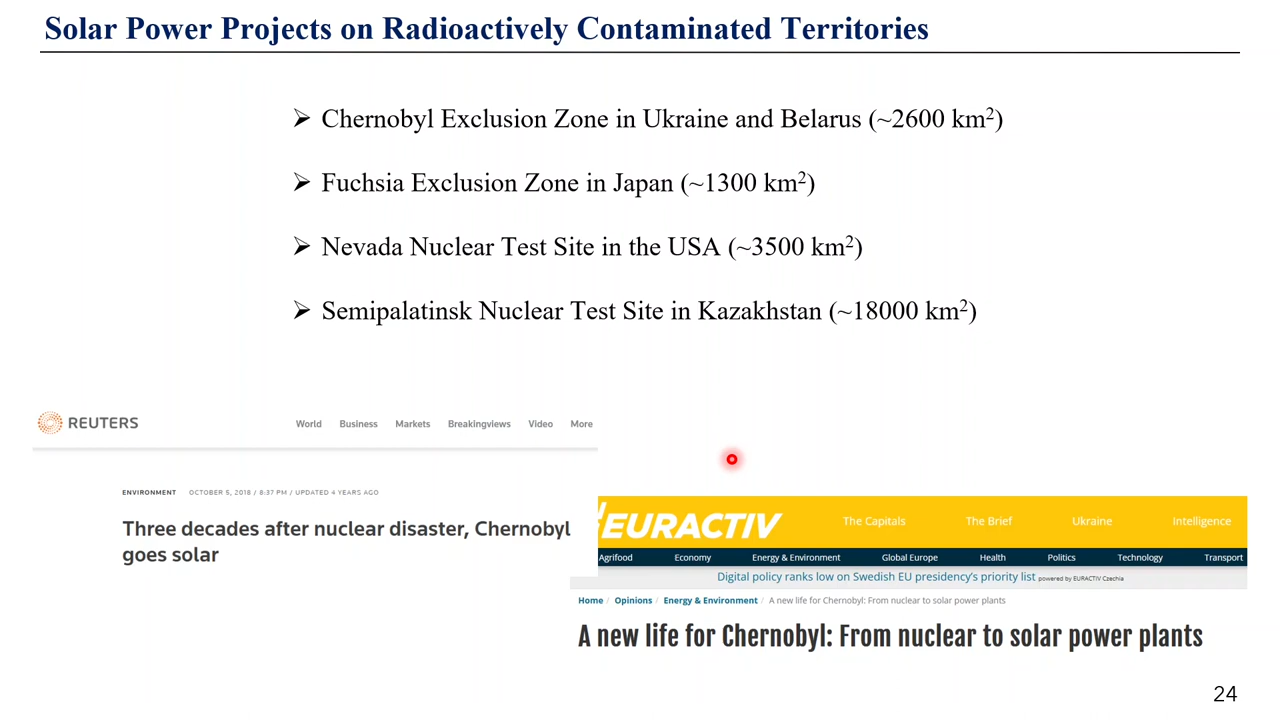 Solar Power Projects on Radioactively Contaminated Territories
➢ Chernobyl Exclusion Zone in Ukraine and Belarus (~2600 km²)
➢ Fuchsia Exclusion Zone in Japan (~1300 km²)
➢ Nevada Nuclear Test Site in the USA (~3500 km²)
➢ Semipalatinsk Nuclear Test Site in Kazakhstan (~18000 km²)
REUTERS World Business Markets Breakingviews Video More
ENVIRONMENT OCTOBER 5, 2018 / 8:37 PM / UPDATED 4 YEARS AGO
Three decades after nuclear disaster, Chernobyl
goes solar
EURACTIV The Capitals The Brief Ukraine Intelligence
Agrifood Economy Energy & Environment Global Europe Health Politics Technology Transport
Digital policy ranks low on Swedish EU presidency's priority list powered by EURACTIV Czechia
Home / Opinions / Energy & Environment / A new life for Chernobyl: From nuclear to solar power plants
A new life for Chernobyl: From nuclear to solar power plants
24